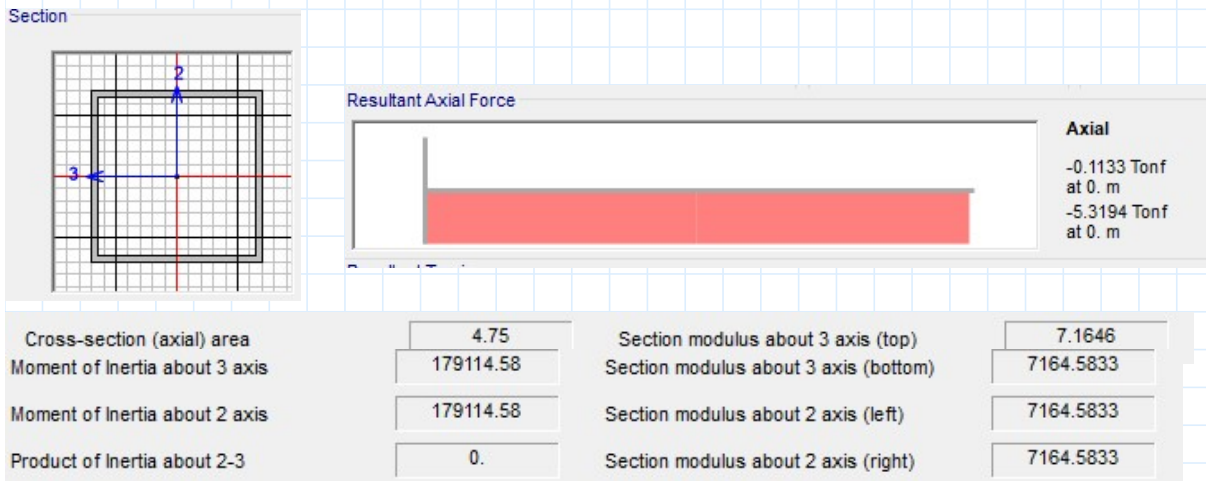 Section
2
3
Resultant Axial Force
Axial
-0.1133 Tonf
at 0. m
-5.3194 Tonf
at 0. m
Cross-section (axial) area 4.75 Section modulus about 3 axis (top) 7.1646
Moment of Inertia about 3 axis 179114.58 Section modulus about 3 axis (bottom) 7164.5833
Moment of Inertia about 2 axis 179114.58 Section modulus about 2 axis (left) 7164.5833
Product of Inertia about 2-3 0. Section modulus about 2 axis (right) 7164.5833